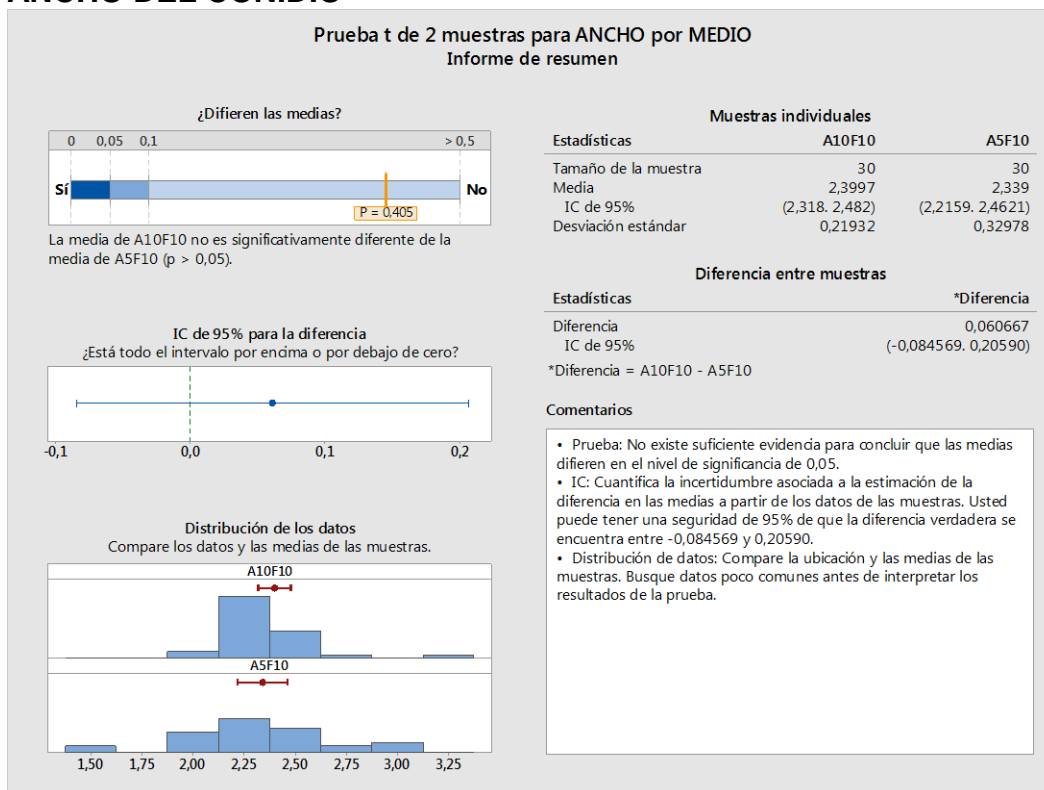 ANCHO DEL CONIDIO
Prueba t de 2 muestras para ANCHO por MEDIO
Informe de resumen
¿Difieren las medias?
0 0,05 0,1 > 0,5
Sí No
P = 0,405
La media de A10F10 no es significativamente diferente de la
media de A5F10 (p > 0,05).
IC de 95% para la diferencia
¿Está todo el intervalo por encima o por debajo de cero?
-0,1 0,0 0,1 0,2
Distribución de los datos
Compare los datos y las medias de las muestras.
A10F10
A5F10
1,50 1,75 2,00 2,25 2,50 2,75 3,00 3,25
Muestras individuales
Estadísticas A10F10 A5F10
Tamaño de la muestra 30 30
Media 2,3997 2,339
IC de 95% (2,318. 2,482) (2,2159. 2,4621)
Desviación estándar 0,21932 0,32978
Diferencia entre muestras
Estadísticas *Diferencia
Diferencia 0,060667
IC de 95% (-0,084569. 0,20590)
*Diferencia = A10F10 - A5F10
Comentarios
• Prueba: No existe suficiente evidencia para concluir que las medias
difieren en el nivel de significancia de 0,05.
• IC: Cuantifica la incertidumbre asociada a la estimación de la
diferencia en las medias a partir de los datos de las muestras. Usted
puede tener una seguridad de 95% de que la diferencia verdadera se
encuentra entre -0,084569 y 0,20590.
• Distribución de datos: Compare la ubicación y las medias de las
muestras. Busque datos poco comunes antes de interpretar los
resultados de la prueba.